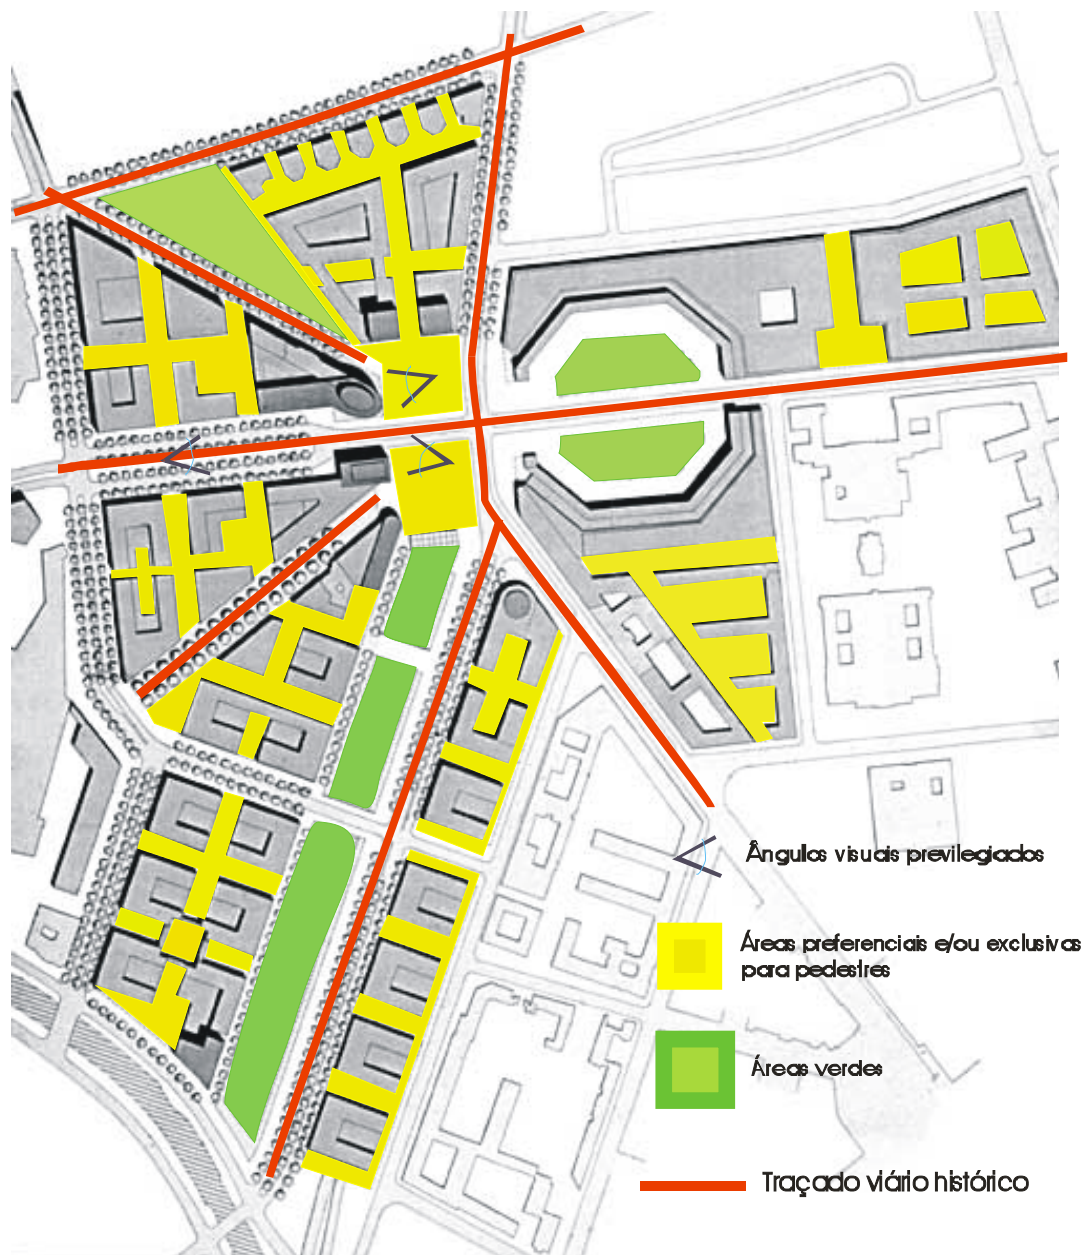 Ângulos visuais previlegiados
Áreas preferenciais e/ou exclusivas
para pedestres
Áreas verdes
Traçado viário histórico